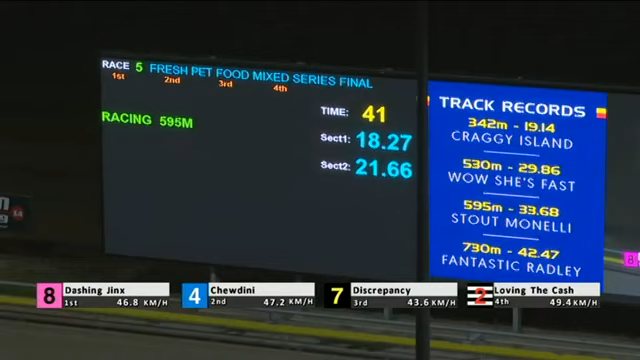 RACE 5 FRESH PET FOOD MIXED SERIES FINAL
1st 2nd 3rd 4th
RACING 595M
TIME: 41
Sect1: 18.27
Sect2: 21.66
TRACK RECORDS
342m - 19.14
CRAGGY ISLAND
530m - 29.86
WOW SHE'S FAST
595m - 33.68
STOUT MONELLI
730m - 42.47
FANTASTIC RADLEY
8 Dashing Jinx
1st 46.8 KM/H
4 Chewdini
2nd 47.2 KM/H
7 Discrepancy
3rd 43.6 KM/H
2 Loving The Cash
4th 49.4 KM/H
8